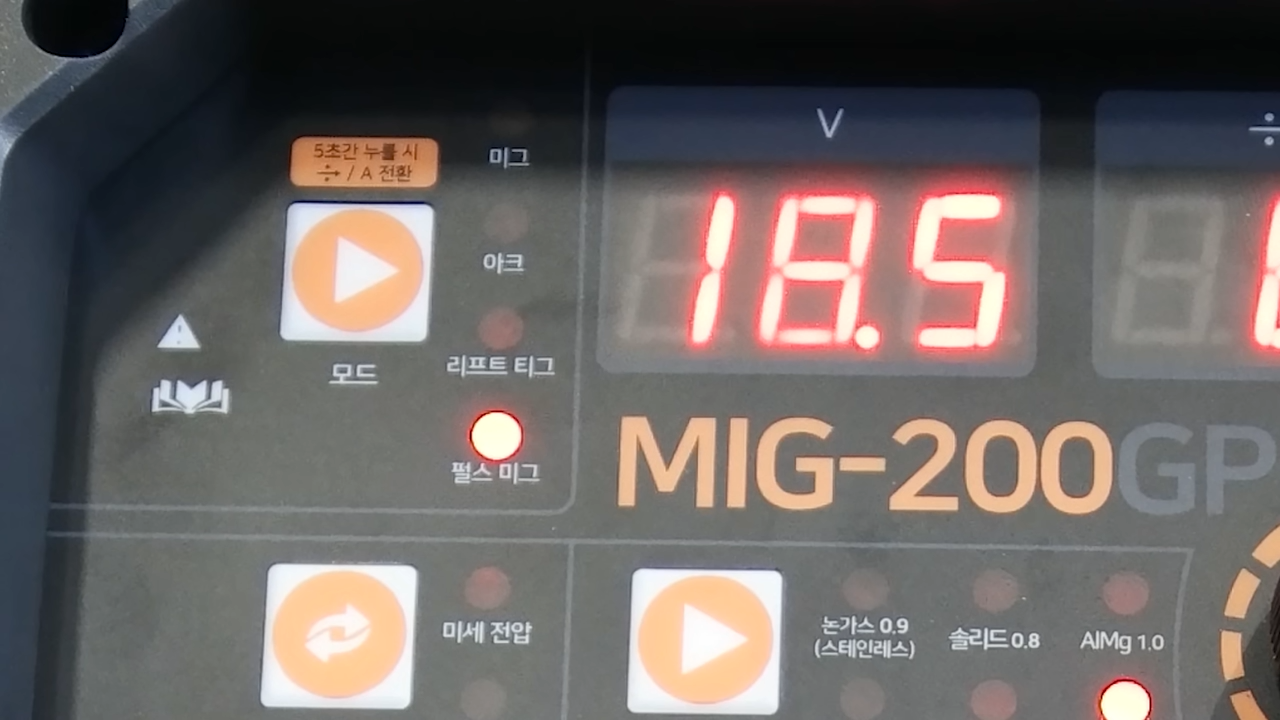 5초간 누를 시
÷ / A 전환
미그
아크
리프트 티그
펄스 미그
모드
V
÷
18.5
MIG-200GP
미세 전압
논가스 0.9
(스테인레스)
솔리드 0.8
AlMg 1.0